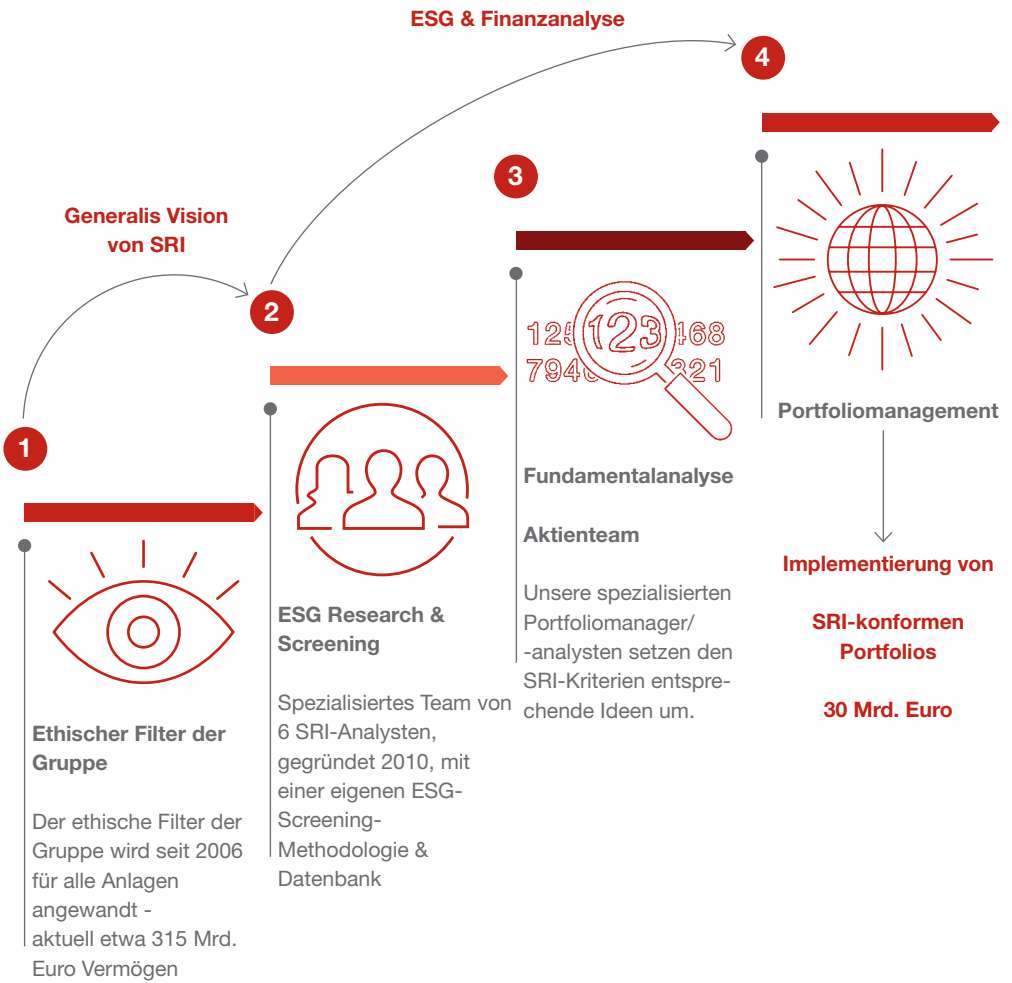 ESG & Finanzanalyse
Generalis Vision
von SRI
1
Ethischer Filter der
Gruppe
Der ethische Filter der
Gruppe wird seit 2006
für alle Anlagen
angewandt -
aktuell etwa 315 Mrd.
Euro Vermögen
2
ESG Research &
Screening
Spezialisiertes Team von
6 SRI-Analysten,
gegründet 2010, mit
einer eigenen ESG-
Screening-
Methodologie &
Datenbank
3
123
Fundamentalanalyse
Aktienteam
Unsere spezialisierten
Portfoliomanager/
-analysten setzen den
SRI-Kriterien entspre-
chende Ideen um.
4
Portfoliomanagement
Implementierung von
SRI-konformen
Portfolios
30 Mrd. Euro